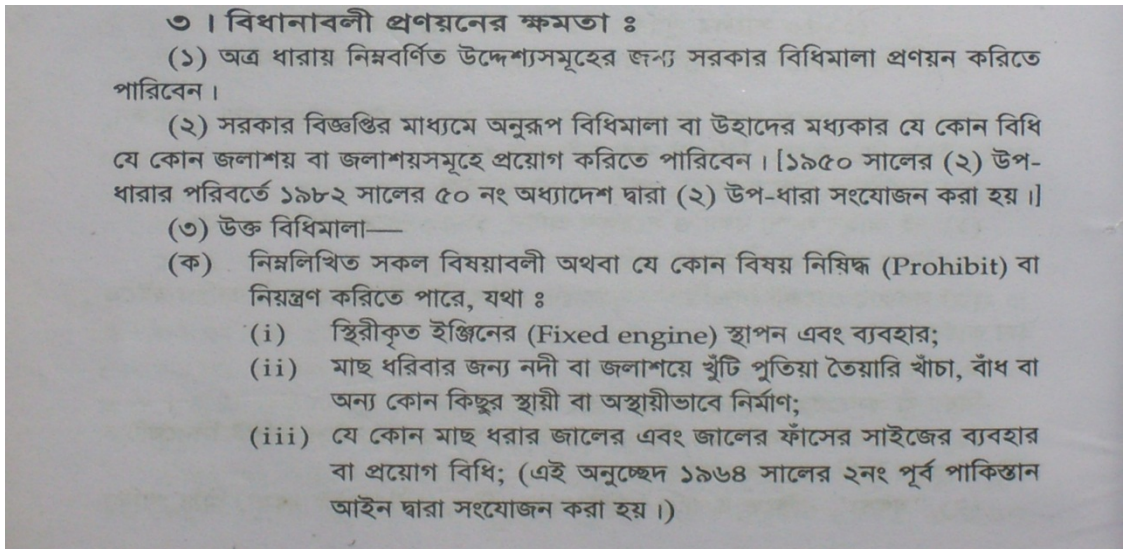 ৩ । বিধানাবলী প্রণয়নের ক্ষমতা ঃ
(১) অত্র ধারায় নিম্নবর্ণিত উদ্দেশ্যসমূহের জন্য সরকার বিধিমালা প্রণয়ন করিতে
পারিবেন ।
(২) সরকার বিজ্ঞপ্তির মাধ্যমে অনুরূপ বিধিমালা বা উহাদের মধ্যকার যে কোন বিধি
যে কোন জলাশয় বা জলাশয়সমূহে প্রয়োগ করিতে পারিবেন । [১৯৫০ সালের (২) উপ-
ধারার পরিবর্তে ১৯৮২ সালের ৫০ নং অধ্যাদেশ দ্বারা (২) উপ-ধারা সংযোজন করা হয় ।]
(৩) উক্ত বিধিমালা—
(ক) নিম্নলিখিত সকল বিষয়াবলী অথবা যে কোন বিষয় নিষিদ্ধ (Prohibit) বা
নিয়ন্ত্রণ করিতে পারে, যথা ঃ
(i) স্থিরীকৃত ইঞ্জিনের (Fixed engine) স্থাপন এবং ব্যবহার;
(ii) মাছ ধরিবার জন্য নদী বা জলাশয়ে খুঁটি পুতিয়া তৈয়ারি খাঁচা, বাঁধ বা
অন্য কোন কিছুর স্থায়ী বা অস্থায়ীভাবে নির্মাণ;
(iii) যে কোন মাছ ধরার জালের এবং জালের ফাঁসের সাইজের ব্যবহার
বা প্রয়োগ বিধি; (এই অনুচ্ছেদ ১৯৬৪ সালের ২নং পূর্ব পাকিস্তান
আইন দ্বারা সংযোজন করা হয় ।)